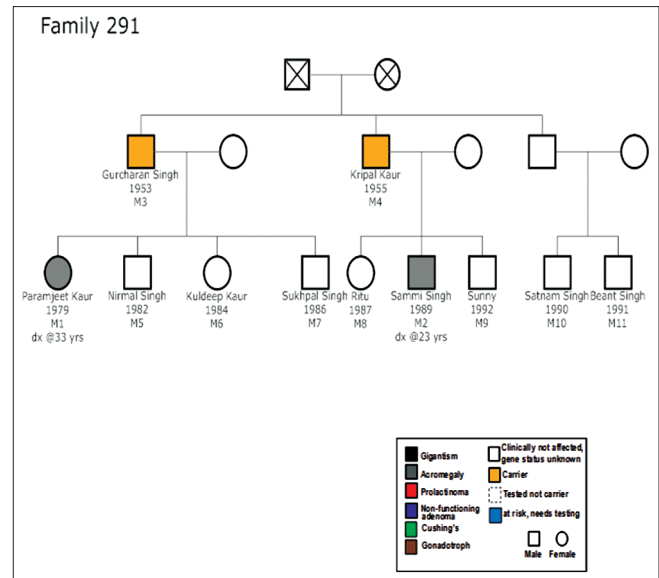 Family 291
Gurcharan Singh
1953
M3
Kripal Kaur
1955
M4
Paramjeet Kaur
1979
M1
dx @33 yrs
Nirmal Singh
1982
M5
Kuldeep Kaur
1984
M6
Sukhpal Singh
1986
M7
Ritu
1987
M8
Sammi Singh
1989
M2
dx @23 yrs
Sunny
1992
M9
Satnam Singh
1990
M10
Beant Singh
1991
M11
Gigantism
Acromegaly
Prolactinoma
Non-functioning
adenoma
Cushing's
Gonadotroph
Clinically not affected,
gene status unknown
Carrier
Tested not carrier
at risk, needs testing
Male
Female